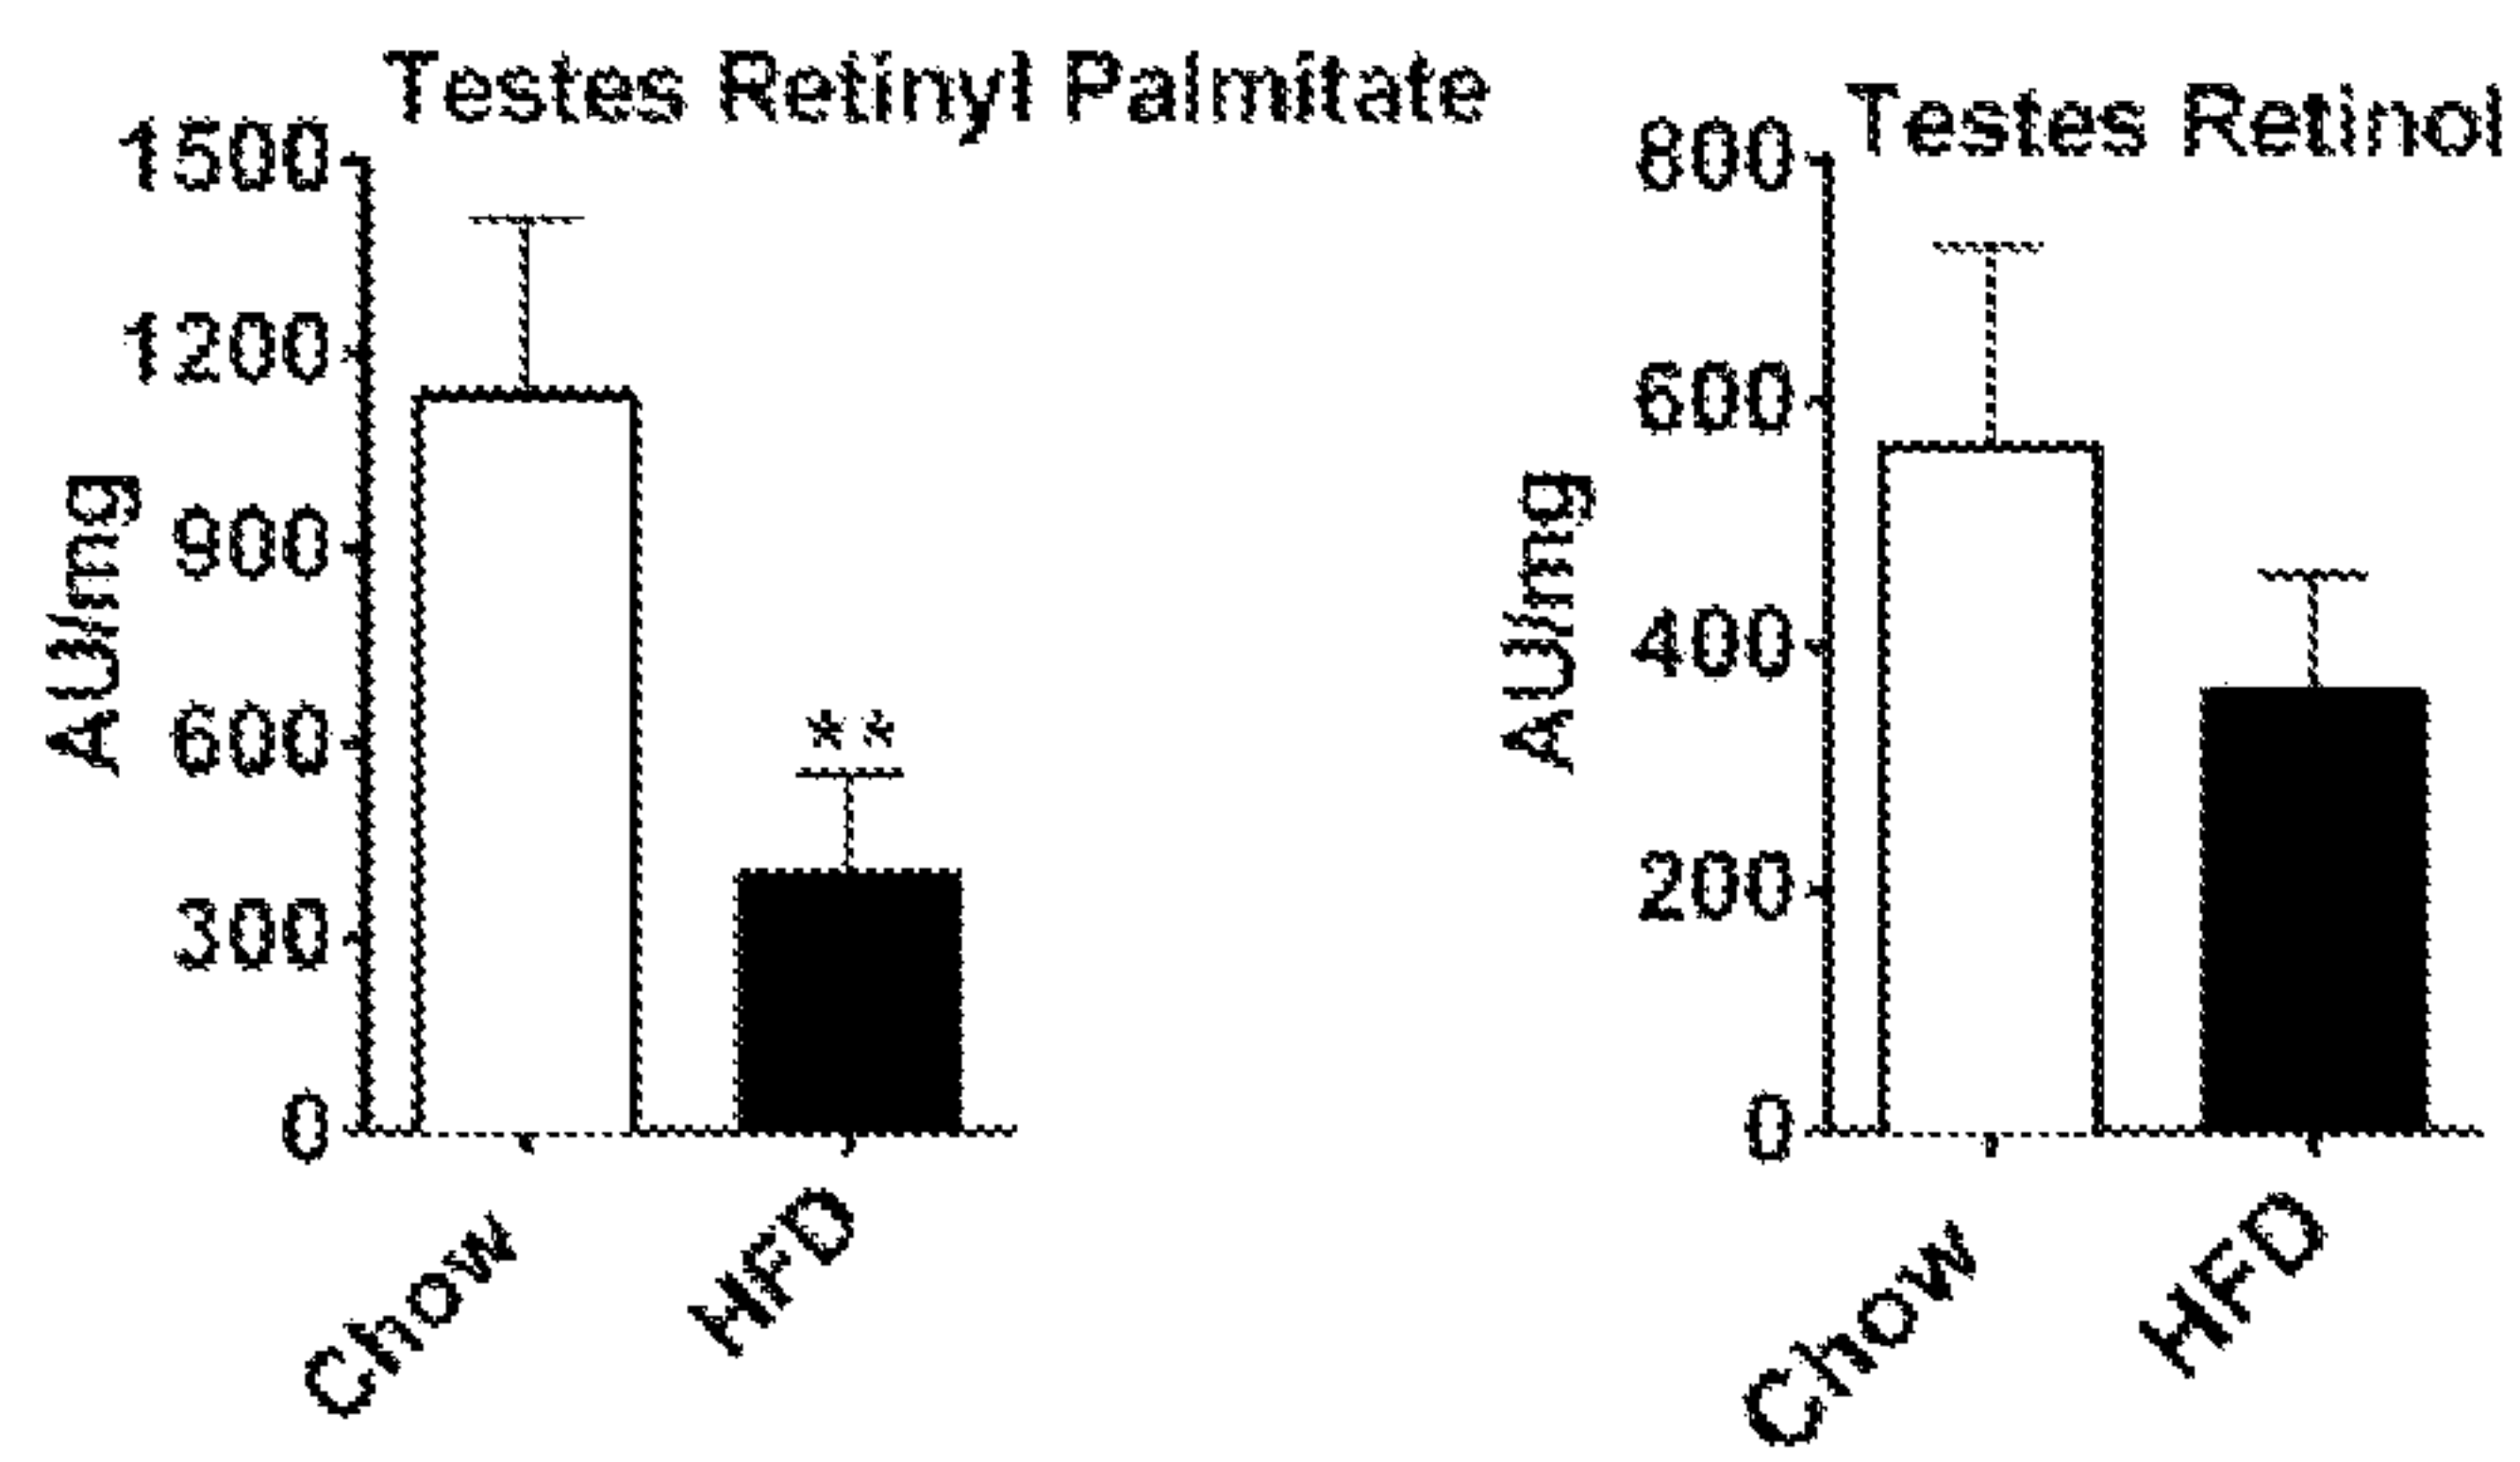 Testes Retinyl Palmitate
1500
1200
900
600
300
0
AU/mg
**
Chow
HFD
Testes Retinol
800
600
400
200
0
AU/mg
Chow
HFD